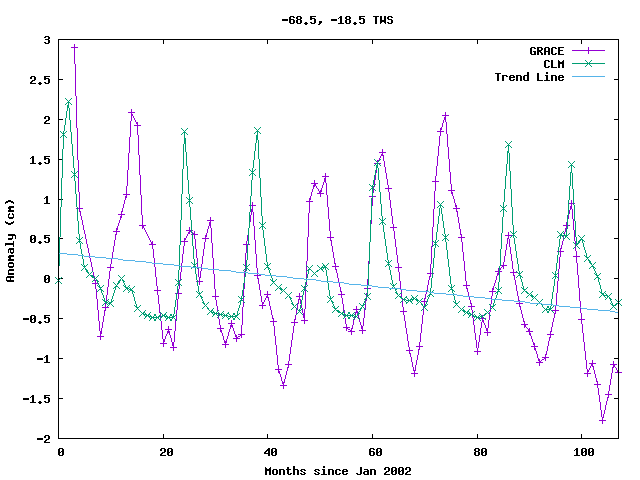 -68.5, -18.5 TWS
GRACE
CLM
Trend Line
3
2.5
2
1.5
1
0.5
0
-0.5
-1
-1.5
-2
Anomaly (cm)
0 20 40 60 80 100
Months since Jan 2002